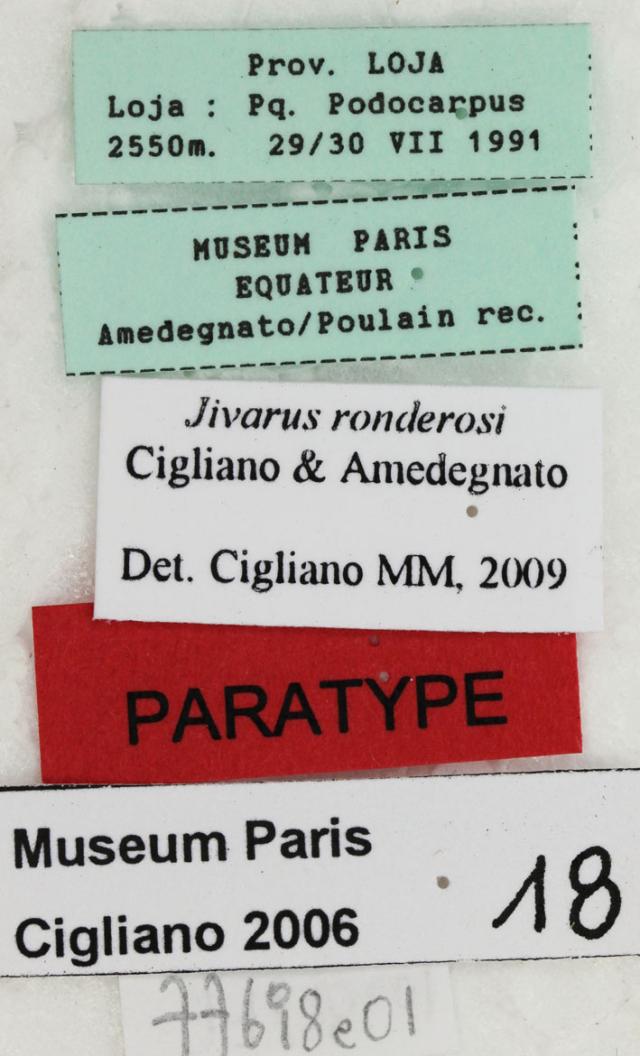 Prov. LOJA
Loja : Pq. Podocarpus
2550m. 29/30 VII 1991
MUSEUM PARIS
EQUATEUR
Amedegnato/Poulain rec.
Jivarus ronderosi
Cigliano & Amedegnato
Det. Cigliano MM, 2009
PARATYPE
Museum Paris
Cigliano 2006 18
77698e01